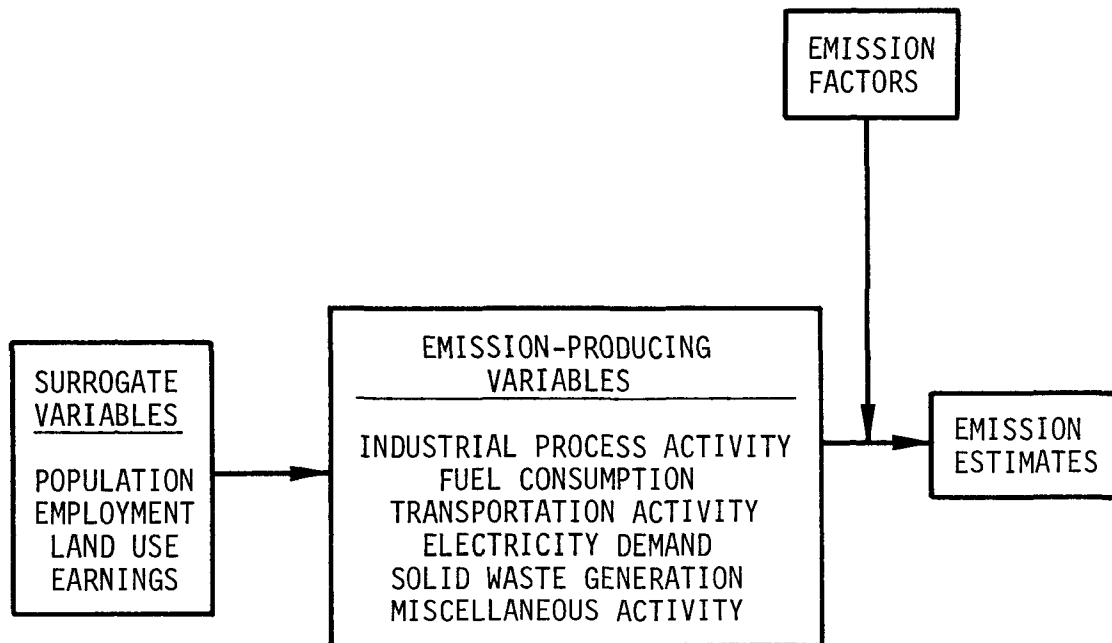 EMISSION
FACTORS
SURROGATE
VARIABLES
POPULATION
EMPLOYMENT
LAND USE
EARNINGS
EMISSION-PRODUCING
VARIABLES
INDUSTRIAL PROCESS ACTIVITY
FUEL CONSUMPTION
TRANSPORTATION ACTIVITY
ELECTRICITY DEMAND
SOLID WASTE GENERATION
MISCELLANEOUS ACTIVITY
EMISSION
ESTIMATES